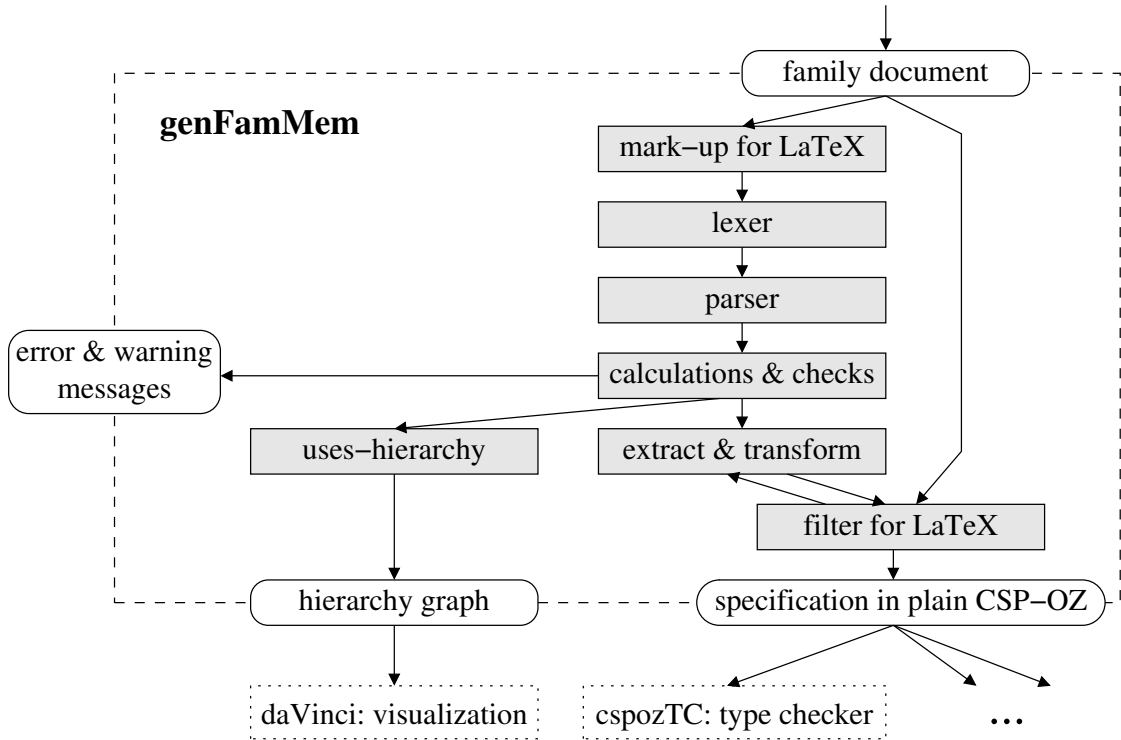 family document
genFamMem
mark−up for LaTeX
lexer
parser
error & warning
messages
calculations & checks
uses−hierarchy
extract & transform
filter for LaTeX
hierarchy graph
specification in plain CSP−OZ
daVinci: visualization
cspozTC: type checker
...